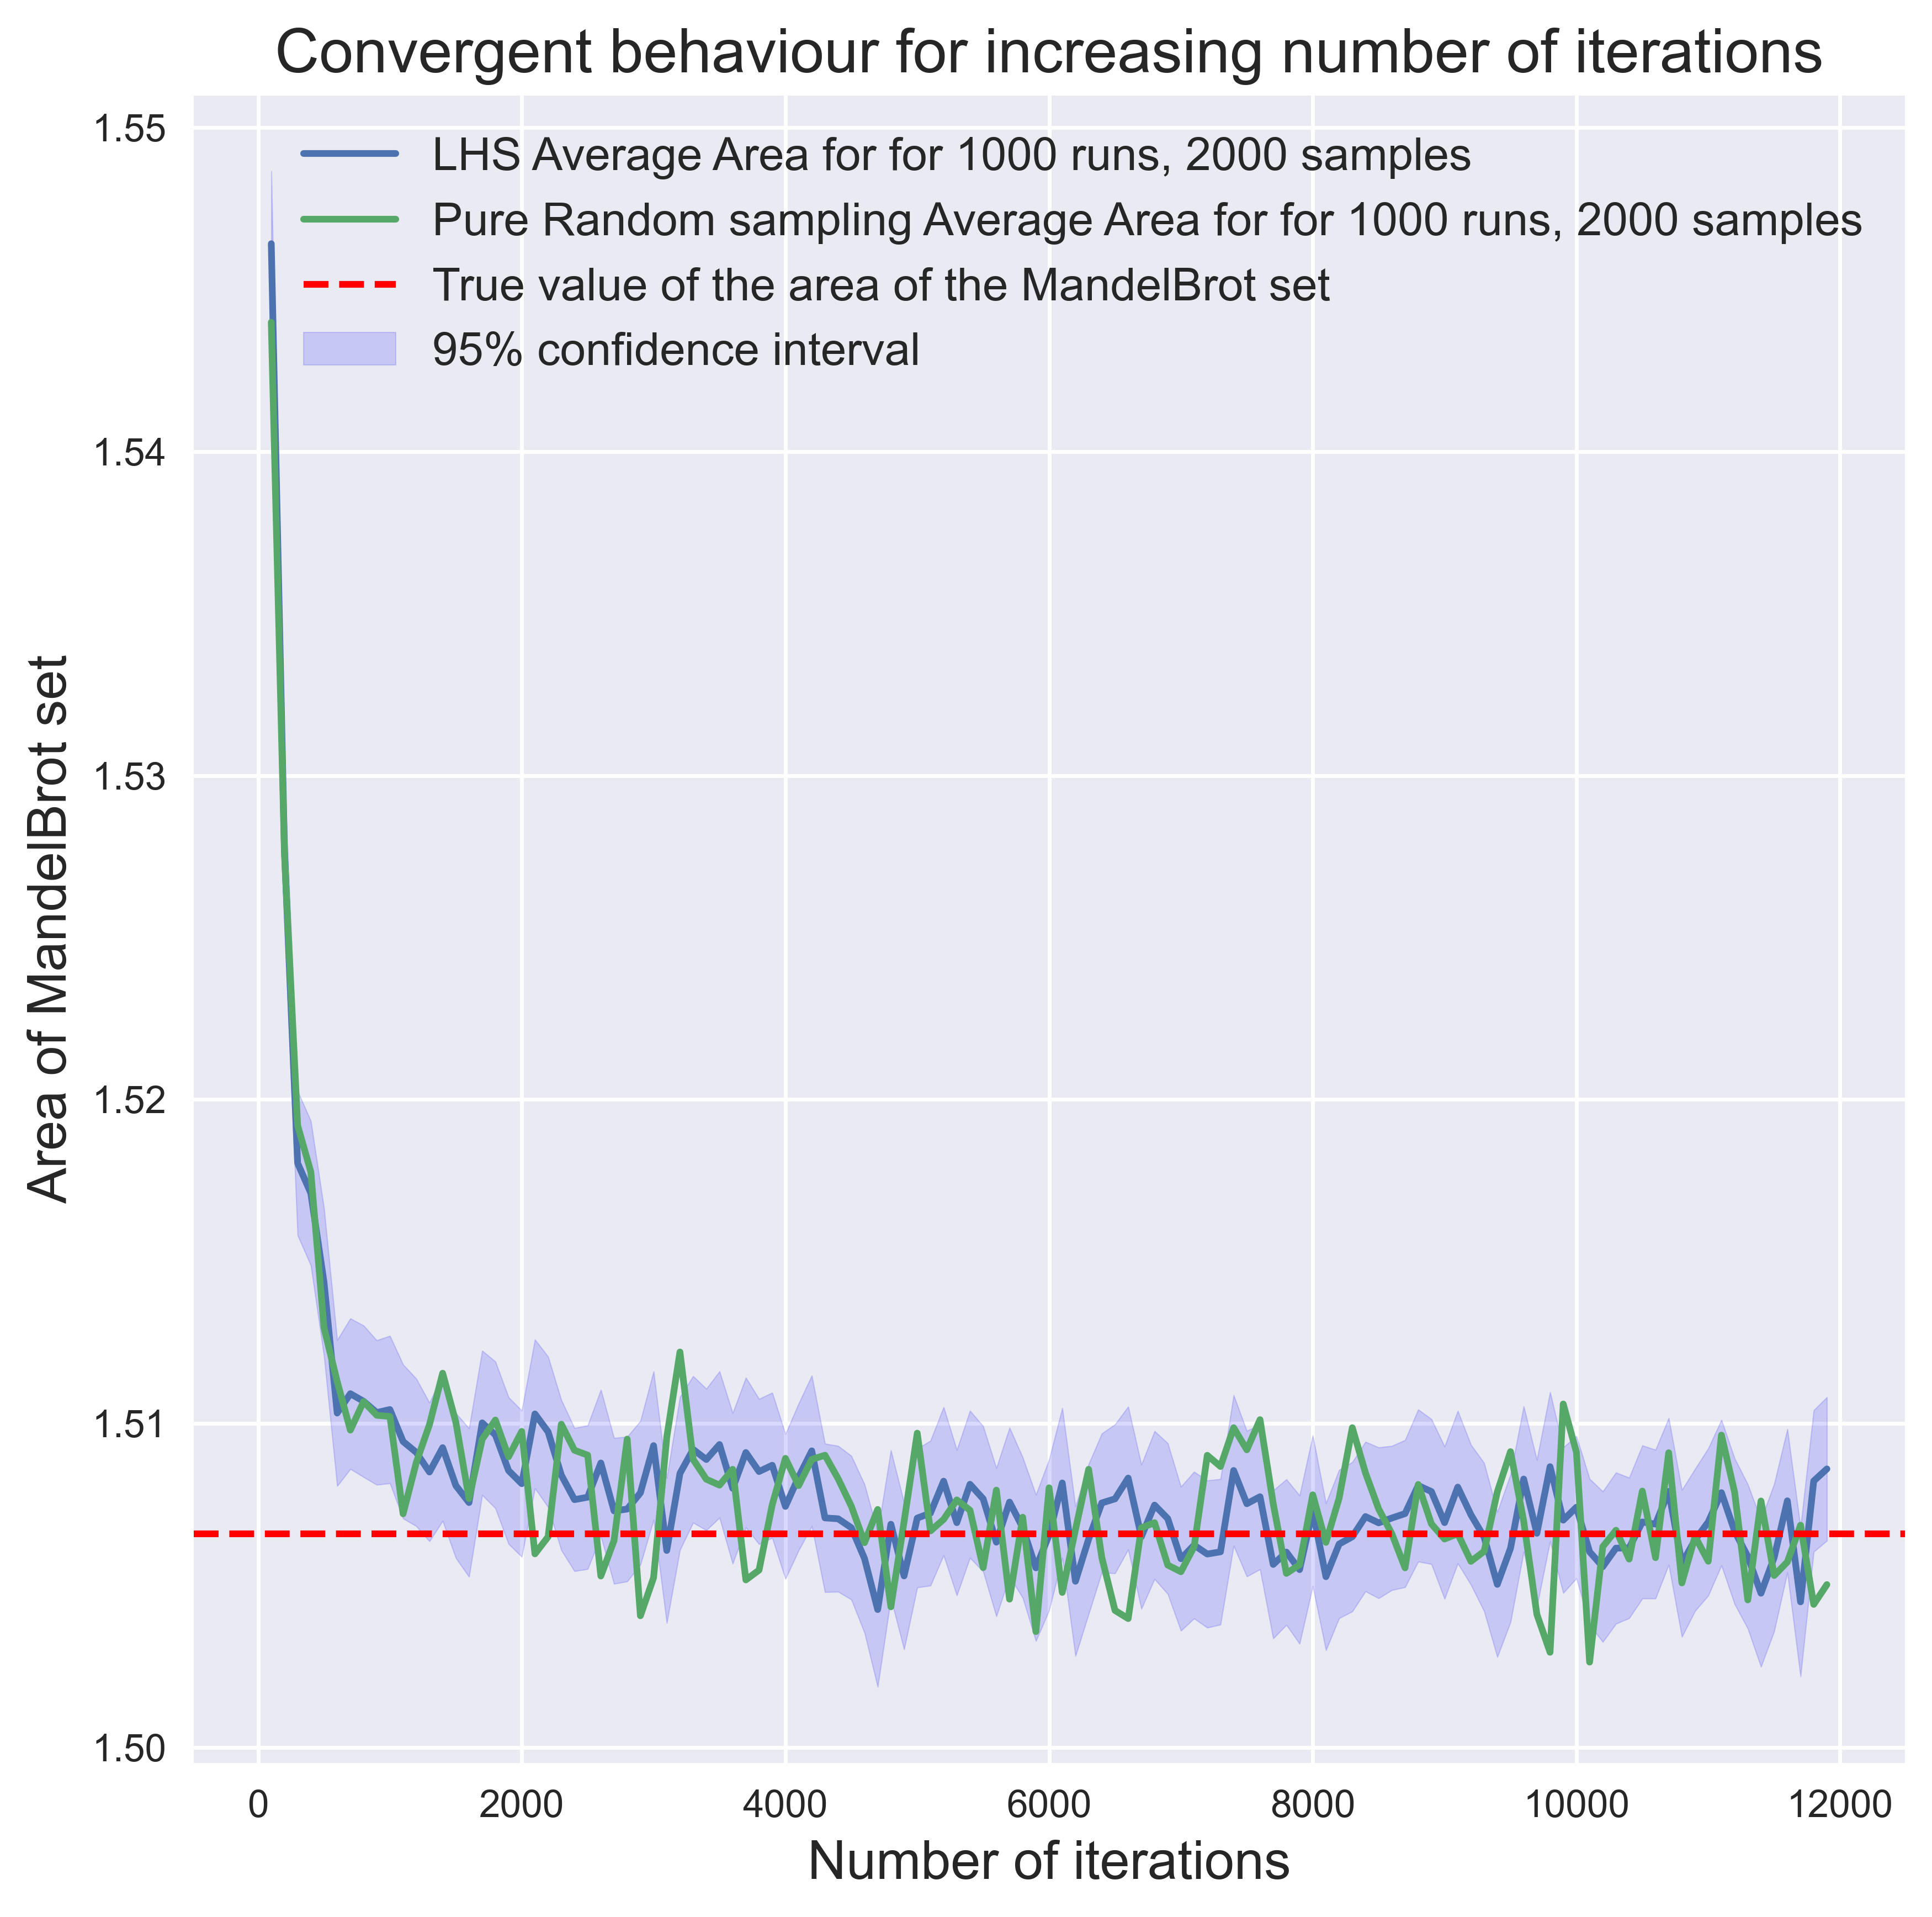 Convergent behaviour for increasing number of iterations
1.55
LHS Average Area for for 1000 runs, 2000 samples
Pure Random sampling Average Area for for 1000 runs, 2000 samples
True value of the area of the MandelBrot set
95% confidence interval
1.54
1.53
1.52
1.51
1.50
Area of MandelBrot set
0 2000 4000 6000 8000 10000 12000
Number of iterations